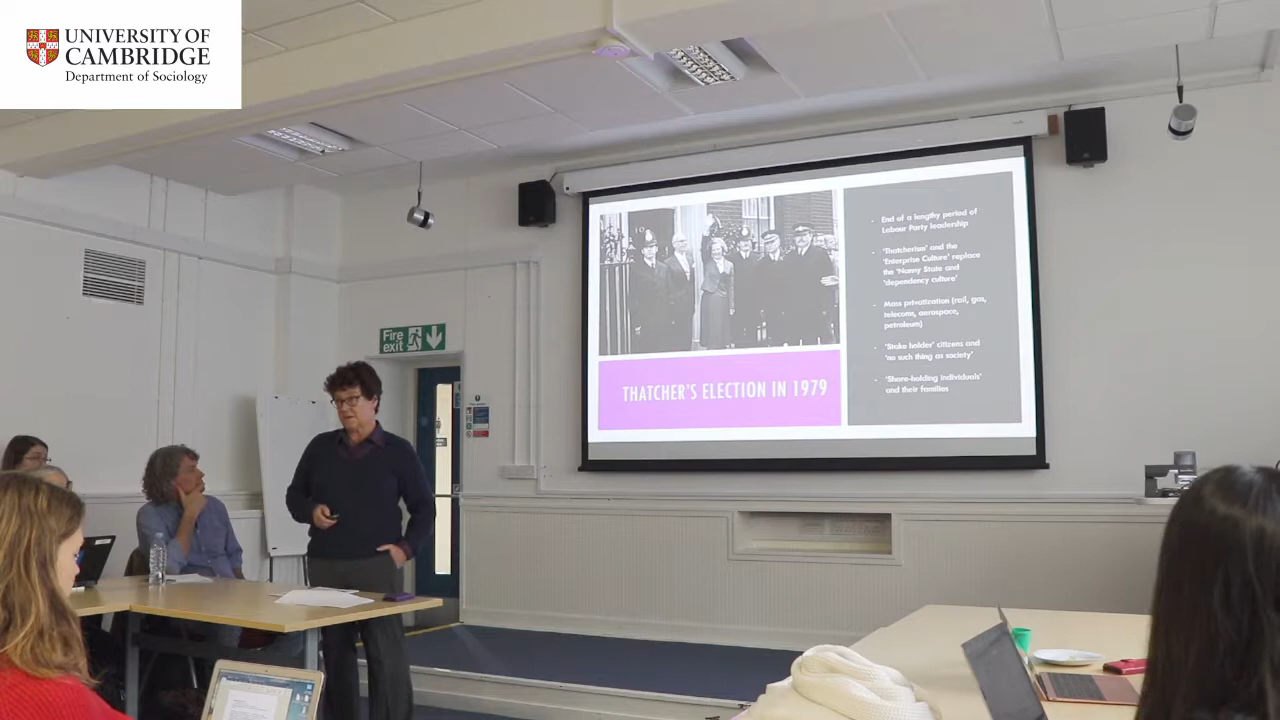 UNIVERSITY OF
CAMBRIDGE
Department of Sociology
Fire
exit
THATCHER'S ELECTION IN 1979
- End of a lengthy period of
Labour Party leadership
- 'Thatcherism' and the
'Enterprise Culture' replace
the 'Nanny State and
'dependency culture'
- Mass privatization (rail, gas,
telecoms, aerospace,
petroleum)
- 'Stake holder' citizens and
'no such thing as society'
- 'Share-holding individuals'
and their families